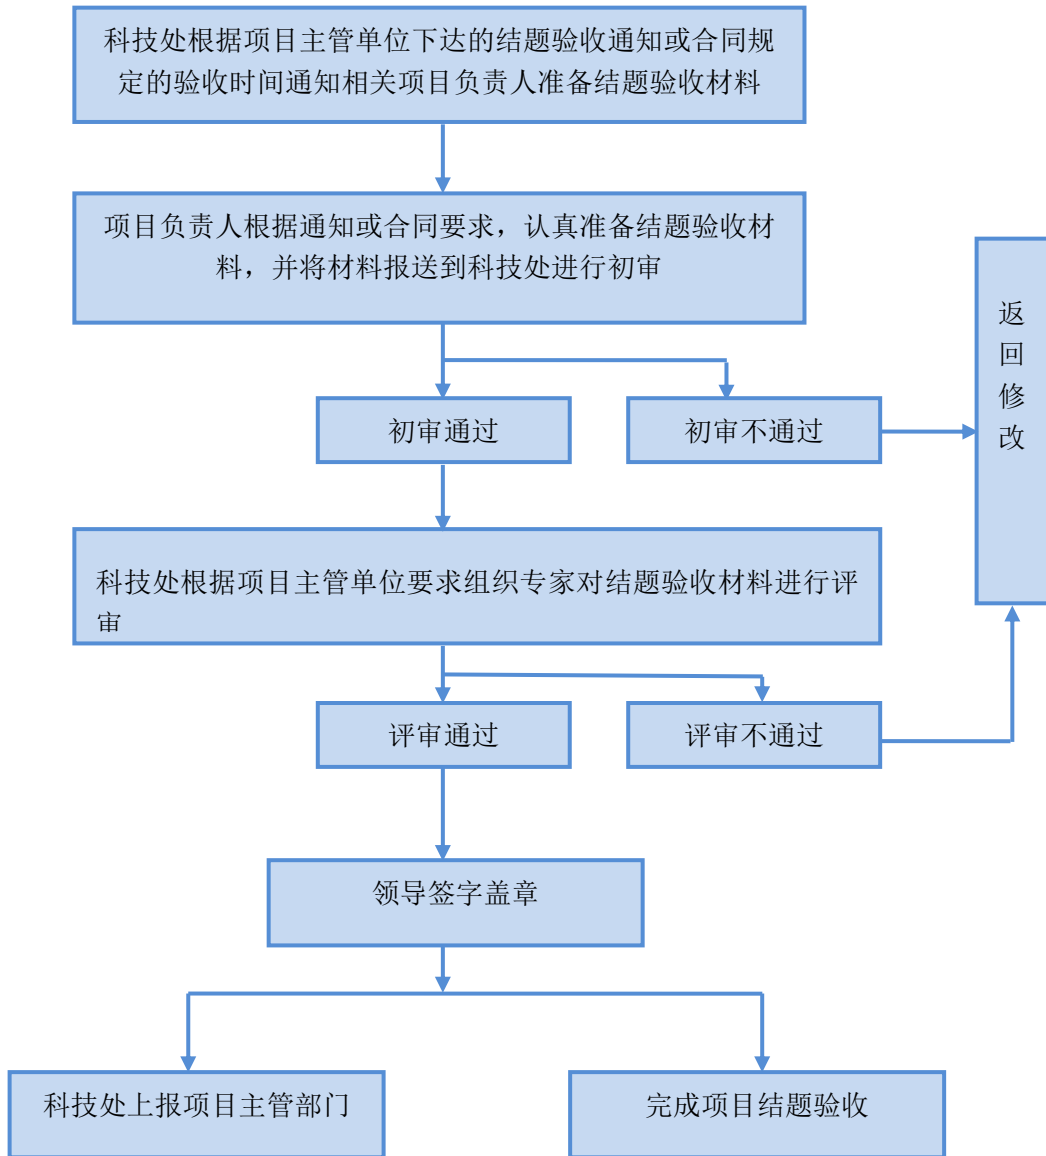 科技处根据项目主管单位下达的结题验收通知或合同规
定的验收时间通知相关项目负责人准备结题验收材料
项目负责人根据通知或合同要求，认真准备结题验收材
料，并将材料报送到科技处进行初审
返
回
修
改
初审通过
初审不通过
科技处根据项目主管单位要求组织专家对结题验收材料进行评
审
评审通过
评审不通过
领导签字盖章
科技处上报项目主管部门
完成项目结题验收